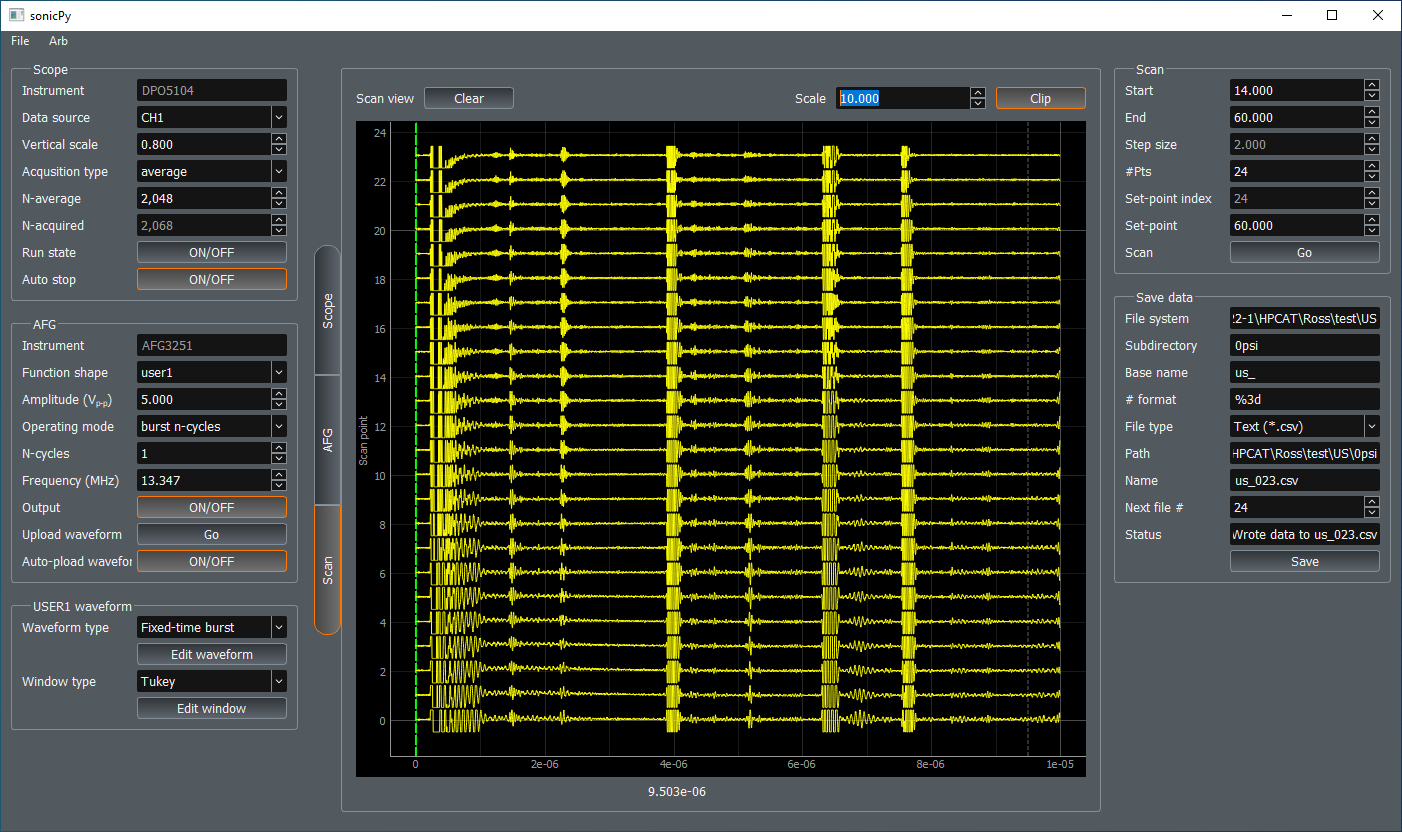 sonicPy
File Arb
Scope
Instrument DPO5104
Data source CH1
Vertical scale 0.800
Acqusition type average
N-average 2,048
N-acquired 2,068
Run state ON/OFF
Auto stop ON/OFF
AFG
Instrument AFG3251
Function shape user1
Amplitude (Vp-p) 5.000
Operating mode burst n-cycles
N-cycles 1
Frequency (MHz) 13.347
Output ON/OFF
Upload waveform Go
Auto-pload wavefor ON/OFF
USER1 waveform
Waveform type Fixed-time burst
Edit waveform
Window type Tukey
Edit window
Scope
AFG
Scan
Scan view Clear Scale 10.000 Clip
24
22
20
18
16
14
12
10
8
6
4
2
0
Scan point
0 2e-06 4e-06 6e-06 8e-06 1e-05
9.503e-06
Scan
Start 14.000
End 60.000
Step size 2.000
#Pts 24
Set-point index 24
Set-point 60.000
Scan Go
Save data
File system 22-1\HPCAT\Ross\test\US
Subdirectory 0psi
Base name us_
# format %3d
File type Text (*.csv)
Path HPCAT\Ross\test\US\0psi
Name us_023.csv
Next file # 24
Status Wrote data to us_023.csv
Save